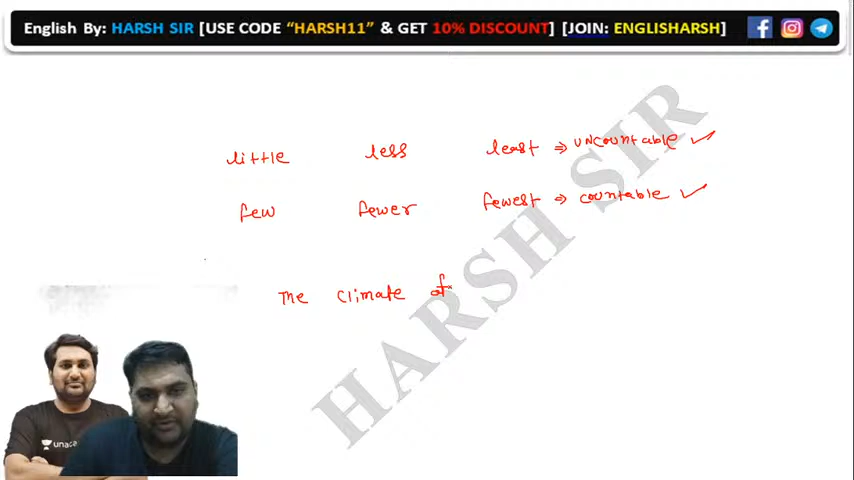 English By: HARSH SIR [USE CODE “HARSH11” & GET 10% DISCOUNT] [JOIN: ENGLISHARSH]
little less least ⇒ uncountable ✓
few fewer fewest ⇒ countable ✓
The climate of
HARSH SIR